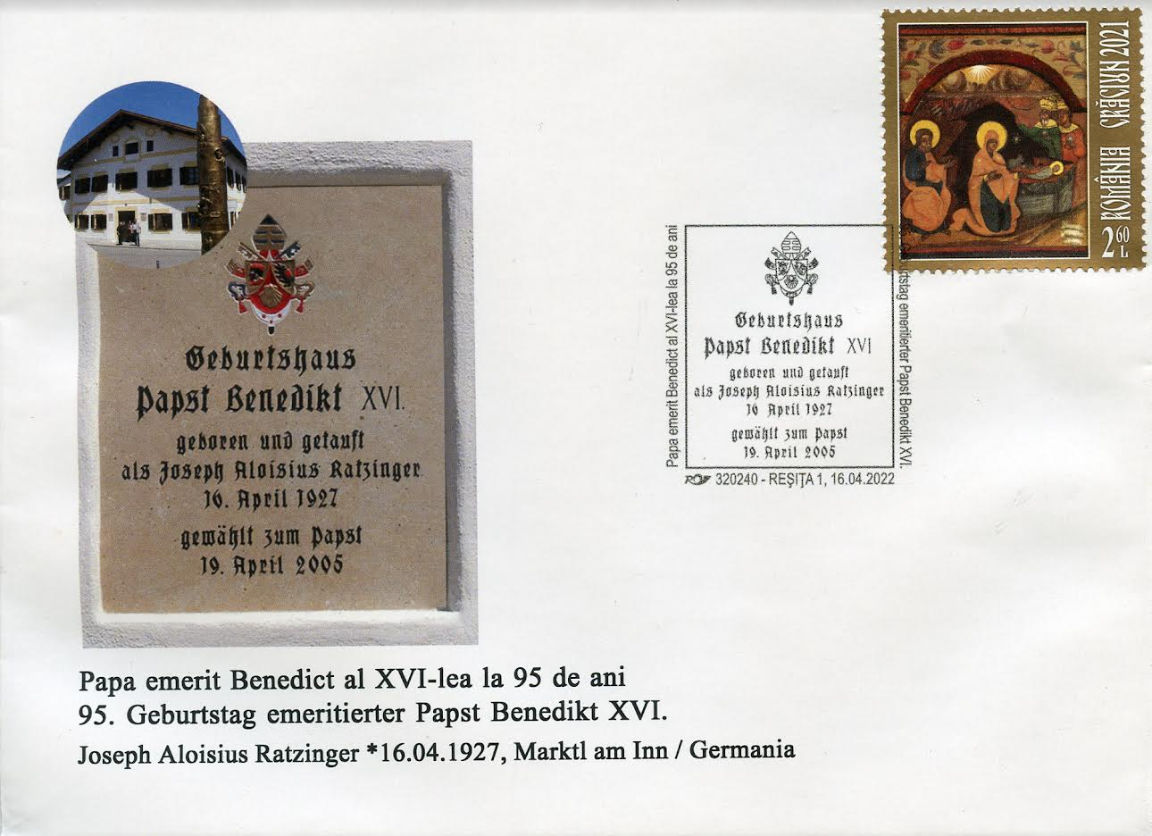 Geburtshaus
Papst Benedikt XVI.
geboren und getauft
als Joseph Aloisius Ratzinger
16. April 1927
gewählt zum Papst
19. April 2005
Papa emerit Benedict al XVI-lea la 95 de ani
95. Geburtstag emeritierter Papst Benedikt XVI.
Joseph Aloisius Ratzinger *16.04.1927, Marktl am Inn / Germania
Papa emerit Benedict al XVI-lea la 95 de ani
Geburtshaus
Papst Benedikt XVI
geboren und getauft
als Joseph Aloisius Ratzinger
16 April 1927
gewählt zum Papst
19. April 2005
emeritierter Papst Benedikt XVI.
320240 - REŞIŢA 1, 16.04.2022
ROMÂNIA CRĂCIUN 2021
2 60 L